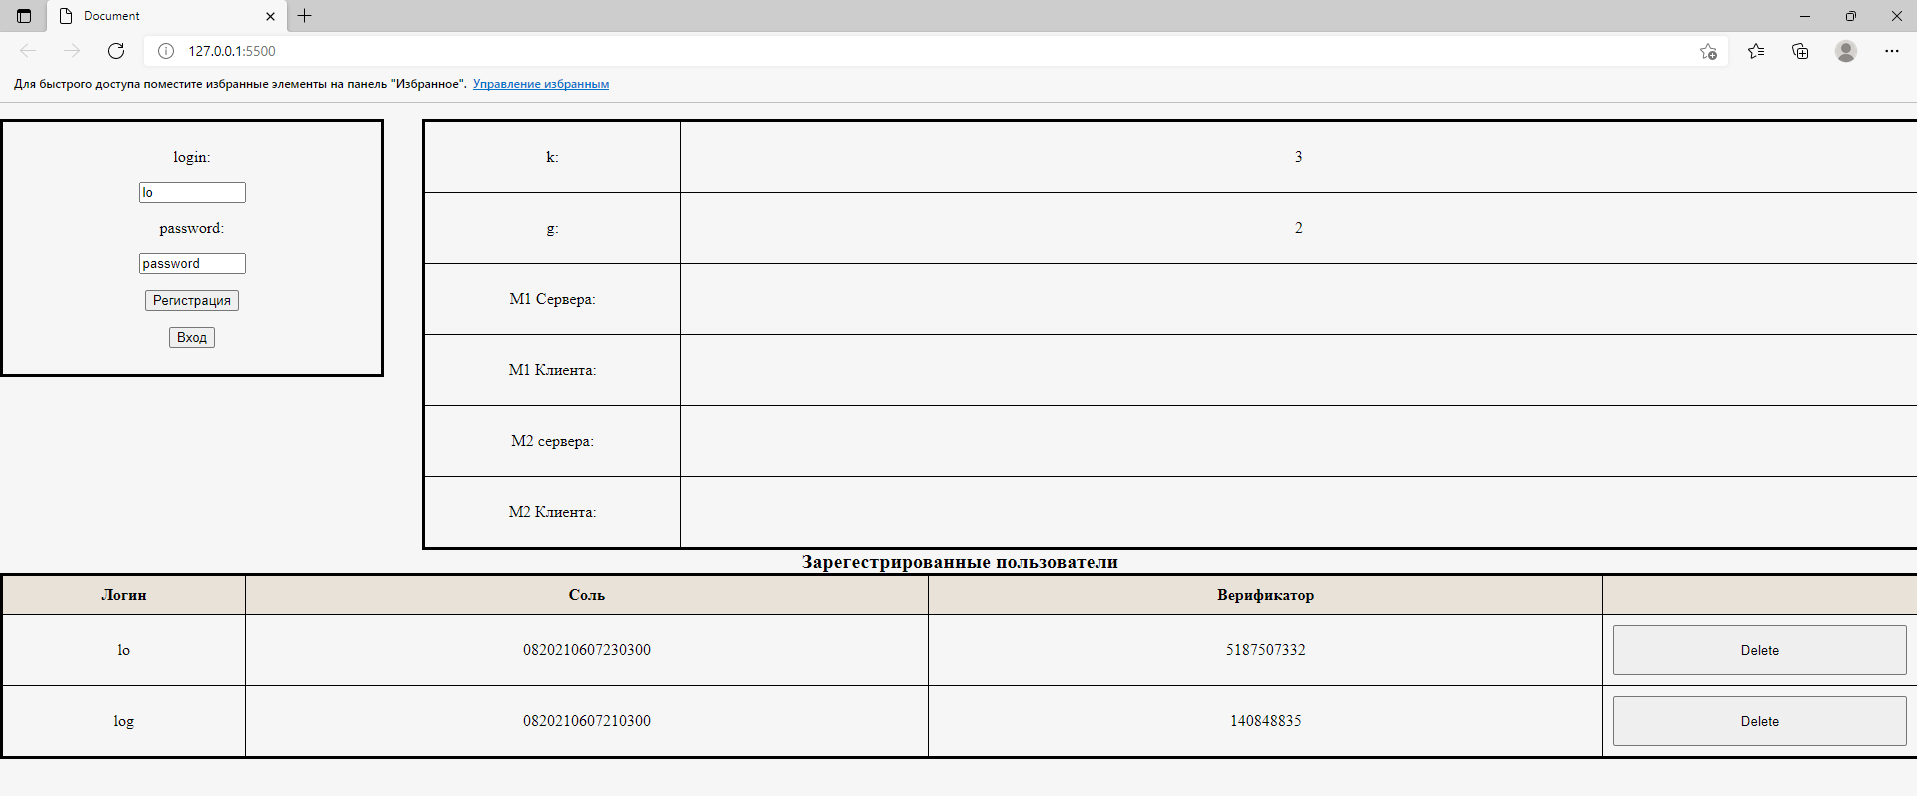 Document
127.0.0.1:5500
Для быстрого доступа поместите избранные элементы на панель "Избранное". Управление избранным
login:
lo
password:
password
Регистрация
Вход
k: 3
g: 2
M1 Сервера:
M1 Клиента:
M2 сервера:
M2 Клиента:
Зарегестрированные пользователи
Логин Соль Верификатор
lo 0820210607230300 5187507332 Delete
log 0820210607210300 140848835 Delete